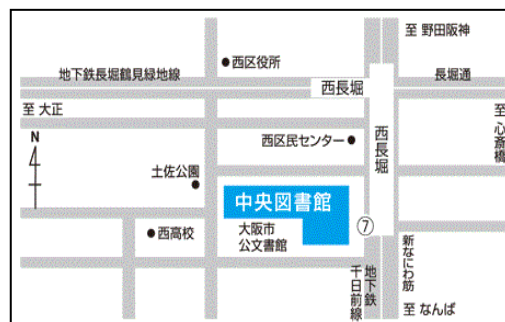 至 野田阪神
西区役所
地下鉄長堀鶴見緑地線
長堀通
西長堀
至 大正
至 心斎橋
N
西区民センター
西長堀
土佐公園
中央図書館
大阪市
公文書館
⑦
西高校
新なにわ筋
地下鉄
千日前線
至 なんば